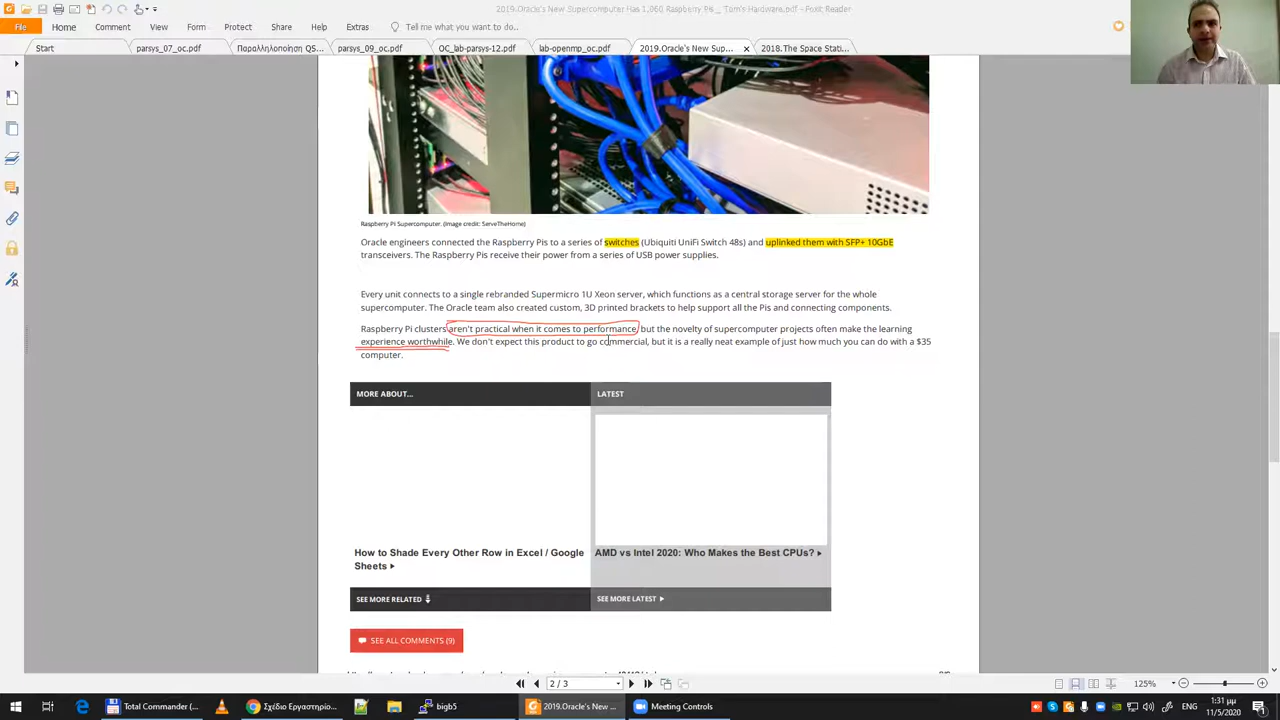 2019.Oracle's New Supercomputer Has 1,060 Raspberry Pis _ Tom's Hardware.pdf - Foxit Reader
File Home Comment View Form Protect Share Help Extras Tell me what you want to do...
Start parsys_07_oc.pdf Παραλληλοποίηση QS... parsys_09_oc.pdf OC_lab-parsys-12.pdf lab-openmp_oc.pdf 2019.Oracle's New Sup... 2018.The Space Stati...
Raspberry Pi Supercomputer. (Image credit: ServeTheHome)
Oracle engineers connected the Raspberry Pis to a series of switches (Ubiquiti UniFi Switch 48s) and uplinked them with SFP+ 10GbE
transceivers. The Raspberry Pis receive their power from a series of USB power supplies.
Every unit connects to a single rebranded Supermicro 1U Xeon server, which functions as a central storage server for the whole
supercomputer. The Oracle team also created custom, 3D printed brackets to help support all the Pis and connecting components.
Raspberry Pi clusters aren't practical when it comes to performance, but the novelty of supercomputer projects often make the learning
experience worthwhile. We don't expect this product to go commercial, but it is a really neat example of just how much you can do with a $35
computer.
MORE ABOUT... LATEST
How to Shade Every Other Row in Excel / Google
Sheets
AMD vs Intel 2020: Who Makes the Best CPUs?
SEE MORE RELATED SEE MORE LATEST
SEE ALL COMMENTS (9)
2 / 3 125%
Total Commander (... Σχέδιο Εργαστηρίο... bigb5 2019.Oracle's New ... Meeting Controls ENG 1:31 μμ
11/5/2020